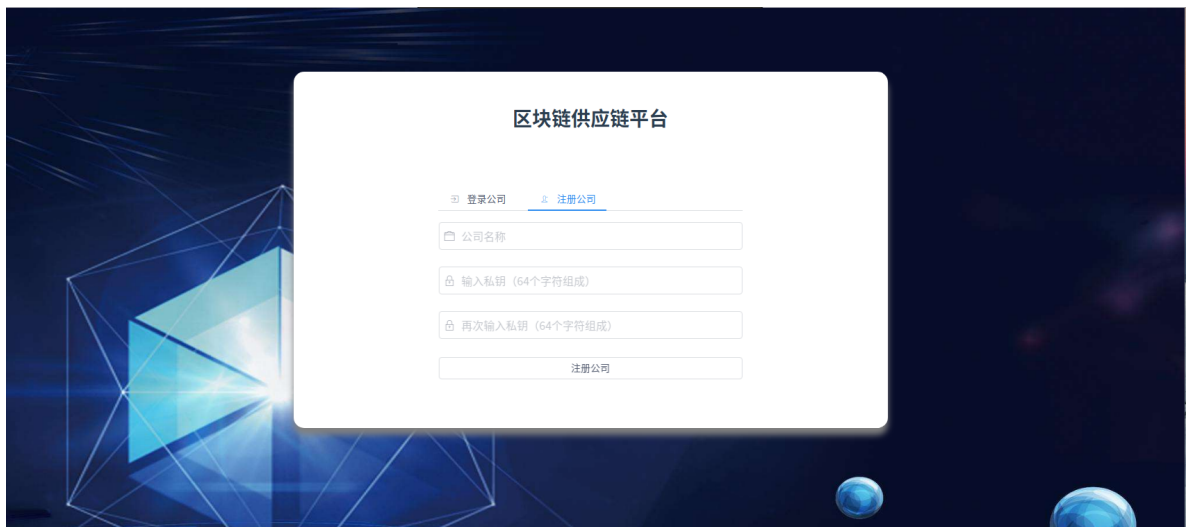 区块链供应链平台
登录公司 注册公司
公司名称
输入私钥（64个字符组成）
再次输入私钥（64个字符组成）
注册公司